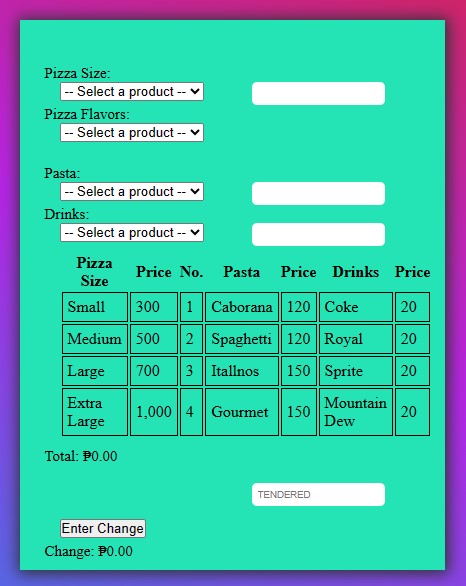 Pizza Size:
-- Select a product --
Pizza Flavors:
-- Select a product --
Pasta:
-- Select a product --
Drinks:
-- Select a product --
Pizza Size Price No. Pasta Price Drinks Price
Small 300 1 Caborana 120 Coke 20
Medium 500 2 Spaghetti 120 Royal 20
Large 700 3 Itallnos 150 Sprite 20
Extra Large 1,000 4 Gourmet 150 Mountain Dew 20
Total: ₱0.00
TENDERED
Enter Change
Change: ₱0.00